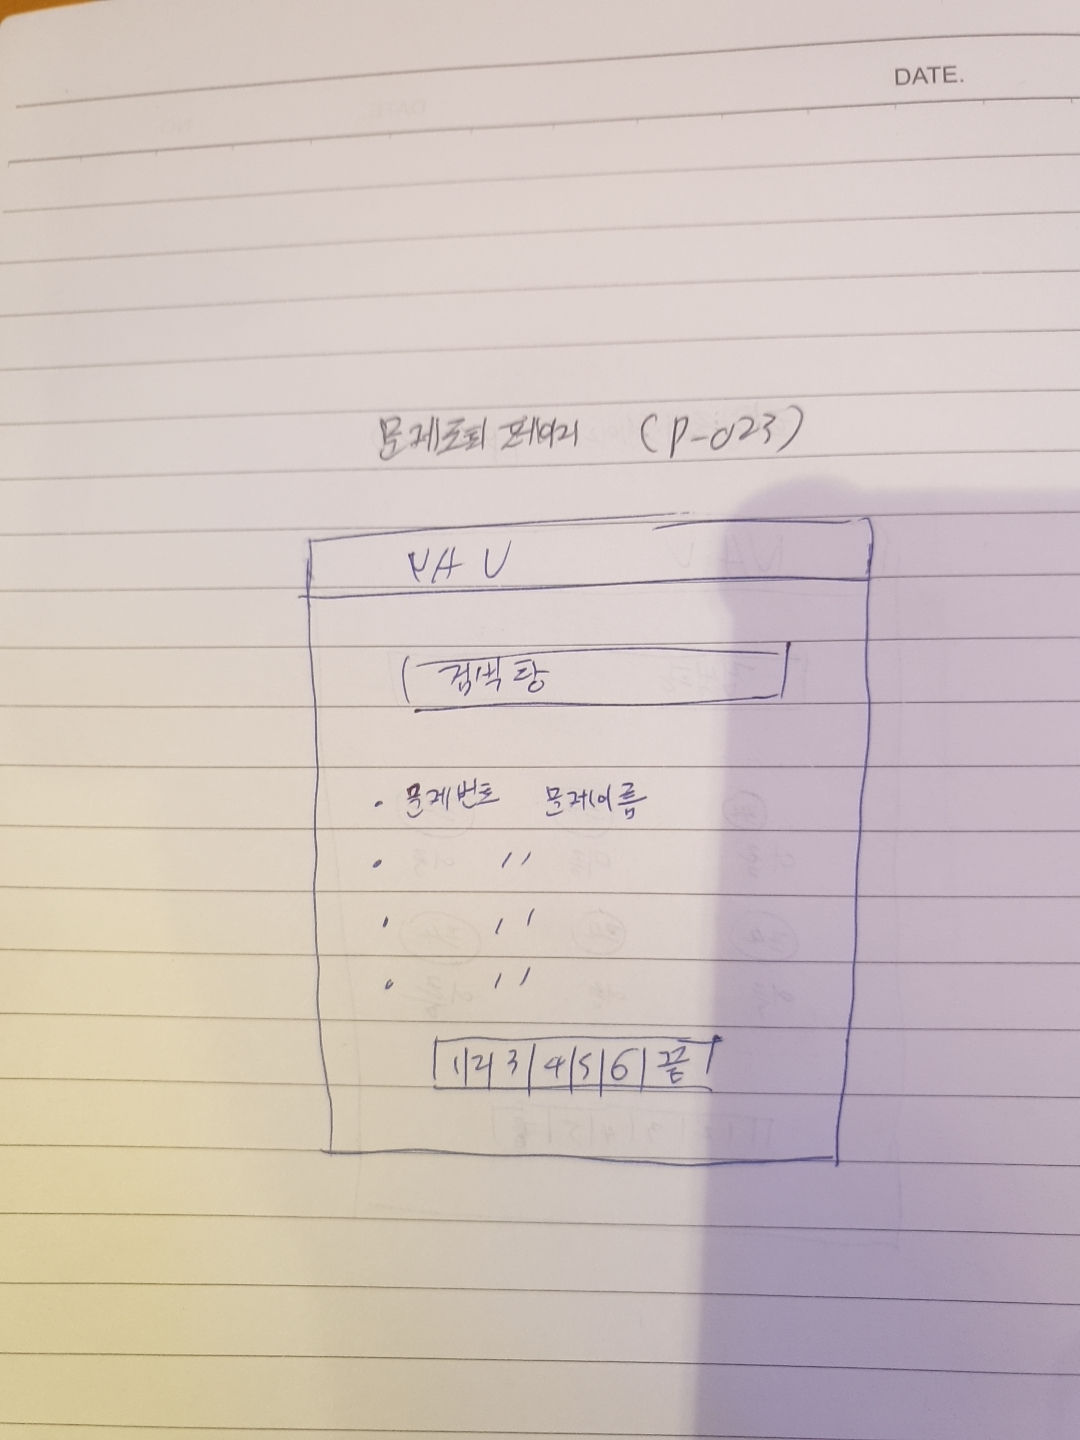 DATE.
문제조회 페이지 (P-023)
NAV
검색창
· 문제번호 문제이름
· 〃
· 〃
· 〃
1 2 3 4 5 6 끝